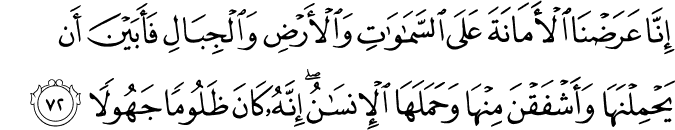 إِنَّا عَرَضْنَا ٱلْأَمَانَةَ عَلَى ٱلسَّمَٰوَٰتِ وَٱلْأَرْضِ وَٱلْجِبَالِ فَأَبَيْنَ أَن
يَحْمِلْنَهَا وَأَشْفَقْنَ مِنْهَا وَحَمَلَهَا ٱلْإِنسَٰنُ ۖ إِنَّهُۥ كَانَ ظَلُومًا جَهُولًا ٧٢